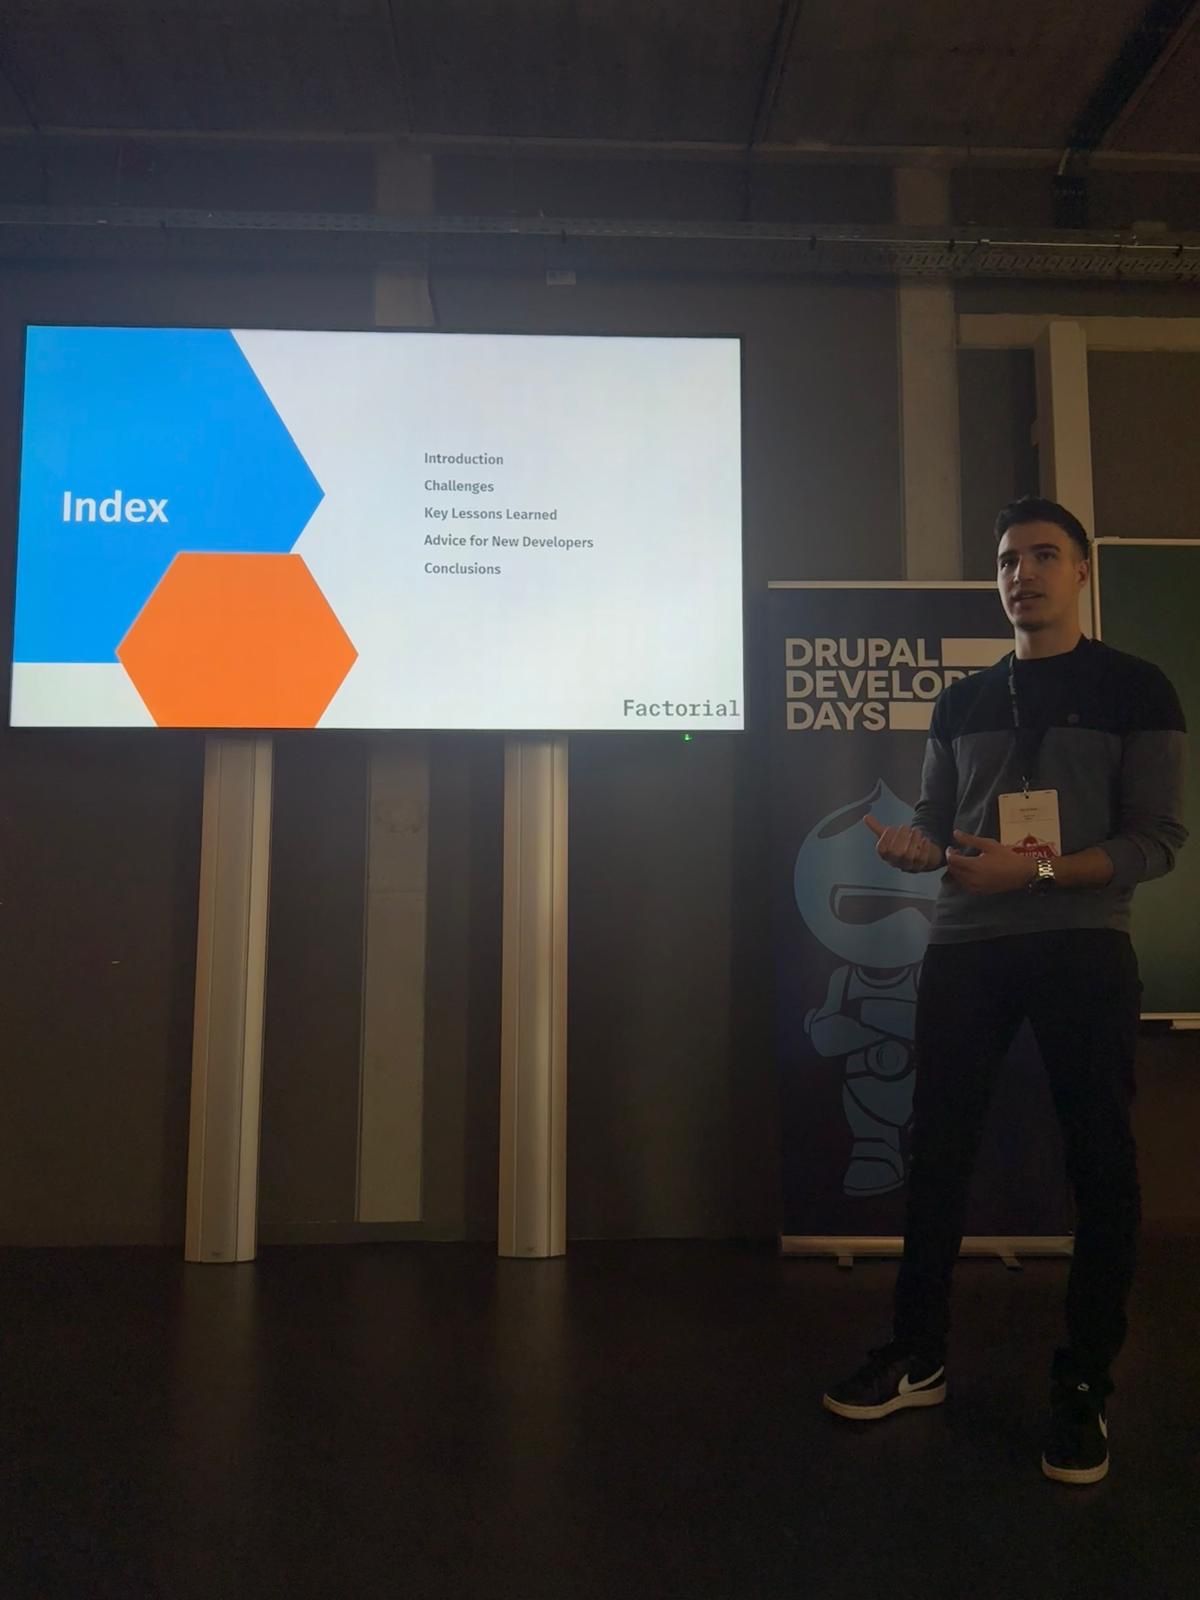 Index
Introduction
Challenges
Key Lessons Learned
Advice for New Developers
Conclusions
Factorial
DRUPAL
DEVELOP
DAYS